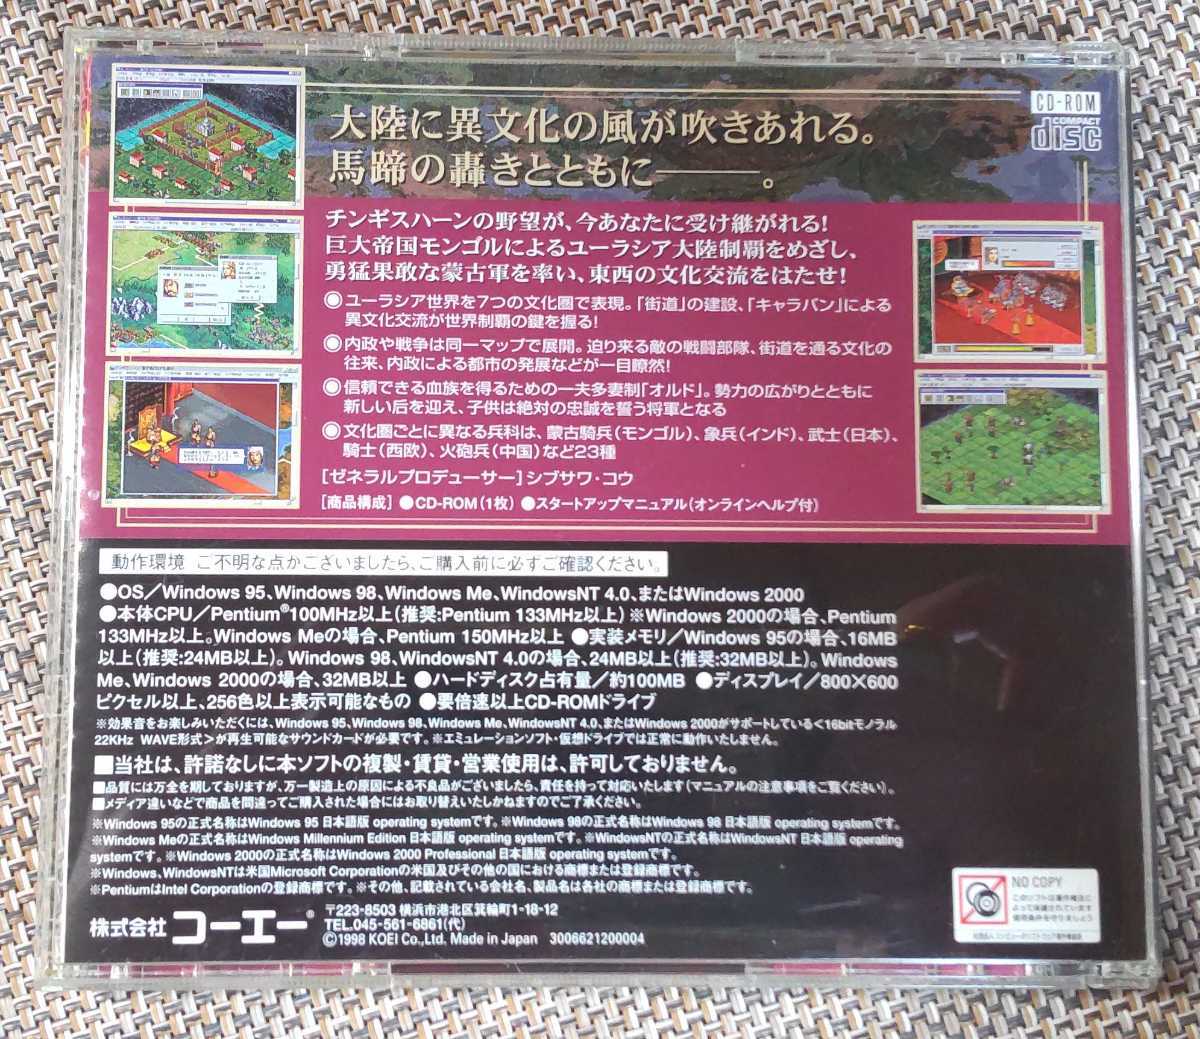 大陸に異文化の風が吹きあれる。
馬蹄の轟きとともに――。
CD-ROM
COMPACT
disc
チンギスハーンの野望が、今あなたに受け継がれる!
巨大帝国モンゴルによるユーラシア大陸制覇をめざし、
勇猛果敢な蒙古軍を率い、東西の文化交流をはたせ!
◉ユーラシア世界を7つの文化圏で表現。「街道」の建設、「キャラバン」による
異文化交流が世界制覇の鍵を握る!
◉内政や戦争は同一マップで展開。迫り来る敵の戦闘部隊、街道を通る文化の
往来、内政による都市の発展などが一目瞭然!
◉信頼できる血族を得るための一夫多妻制「オルド」。勢力の広がりとともに
新しい后を迎え、子供は絶対の忠誠を誓う将軍となる
◉文化圏ごとに異なる兵科は、蒙古騎兵(モンゴル)、象兵(インド)、武士(日本)、
騎士(西欧)、火砲兵(中国)など23種
[ゼネラルプロデューサー]シブサワ・コウ
[商品構成] ●CD-ROM(1枚) ●スタートアップマニュアル(オンラインヘルプ付)
動作環境 ご不明な点がございましたら、ご購入前に必ずご確認ください。
●OS/Windows 95、Windows 98、Windows Me、WindowsNT 4.0、またはWindows 2000
●本体CPU/Pentium®100MHz以上(推奨:Pentium 133MHz以上)※Windows 2000の場合、Pentium
133MHz以上。Windows Meの場合、Pentium 150MHz以上 ●実装メモリ/Windows 95の場合、16MB
以上(推奨:24MB以上)。Windows 98、WindowsNT 4.0の場合、24MB以上(推奨:32MB以上)。Windows
Me、Windows 2000の場合、32MB以上 ●ハードディスク占有量/約100MB ●ディスプレイ/800×600
ピクセル以上、256色以上表示可能なもの ●要倍速以上CD-ROMドライブ
※効果音をお楽しみいただくには、Windows 95、Windows 98、Windows Me、WindowsNT 4.0、またはWindows 2000がサポートしている<16bitモノラル
22KHz WAVE形式>が再生可能なサウンドカードが必要です。※エミュレーションソフト・仮想ドライブでは正常に動作いたしません。
■当社は、許諾なしに本ソフトの複製・賃貸・営業使用は、許可しておりません。
■品質には万全を期しておりますが、万一製造上の原因による不良品がございましたら、責任を持って対応いたします(マニュアルの注意事項をご覧ください)。
■メディア違いなどで商品を間違ってご購入された場合にはお取り替えいたしかねますのでご了承ください。
※Windows 95の正式名称はWindows 95 日本語版 operating systemです。※Windows 98の正式名称はWindows 98 日本語版 operating systemです。
※Windows Meの正式名称はWindows Millennium Edition 日本語版 operating systemです。※WindowsNTの正式名称はWindowsNT 日本語版 operating
systemです。※Windows 2000の正式名称はWindows 2000 Professional 日本語版 operating systemです。
※Windows、WindowsNTは米国Microsoft Corporationの米国及びその他の国における商標または登録商標です。
※PentiumはIntel Corporationの登録商標です。※その他、記載されている会社名、製品名は各社の商標または登録商標です。
株式会社コーエー®
〒223-8503 横浜市港北区箕輪町1-18-12
TEL.045-561-6861(代)
©1998 KOEI Co.,Ltd. Made in Japan 3006621200004
NO COPY
このソフトは著作権法に
よって保護されています
使用条件を守りましょう